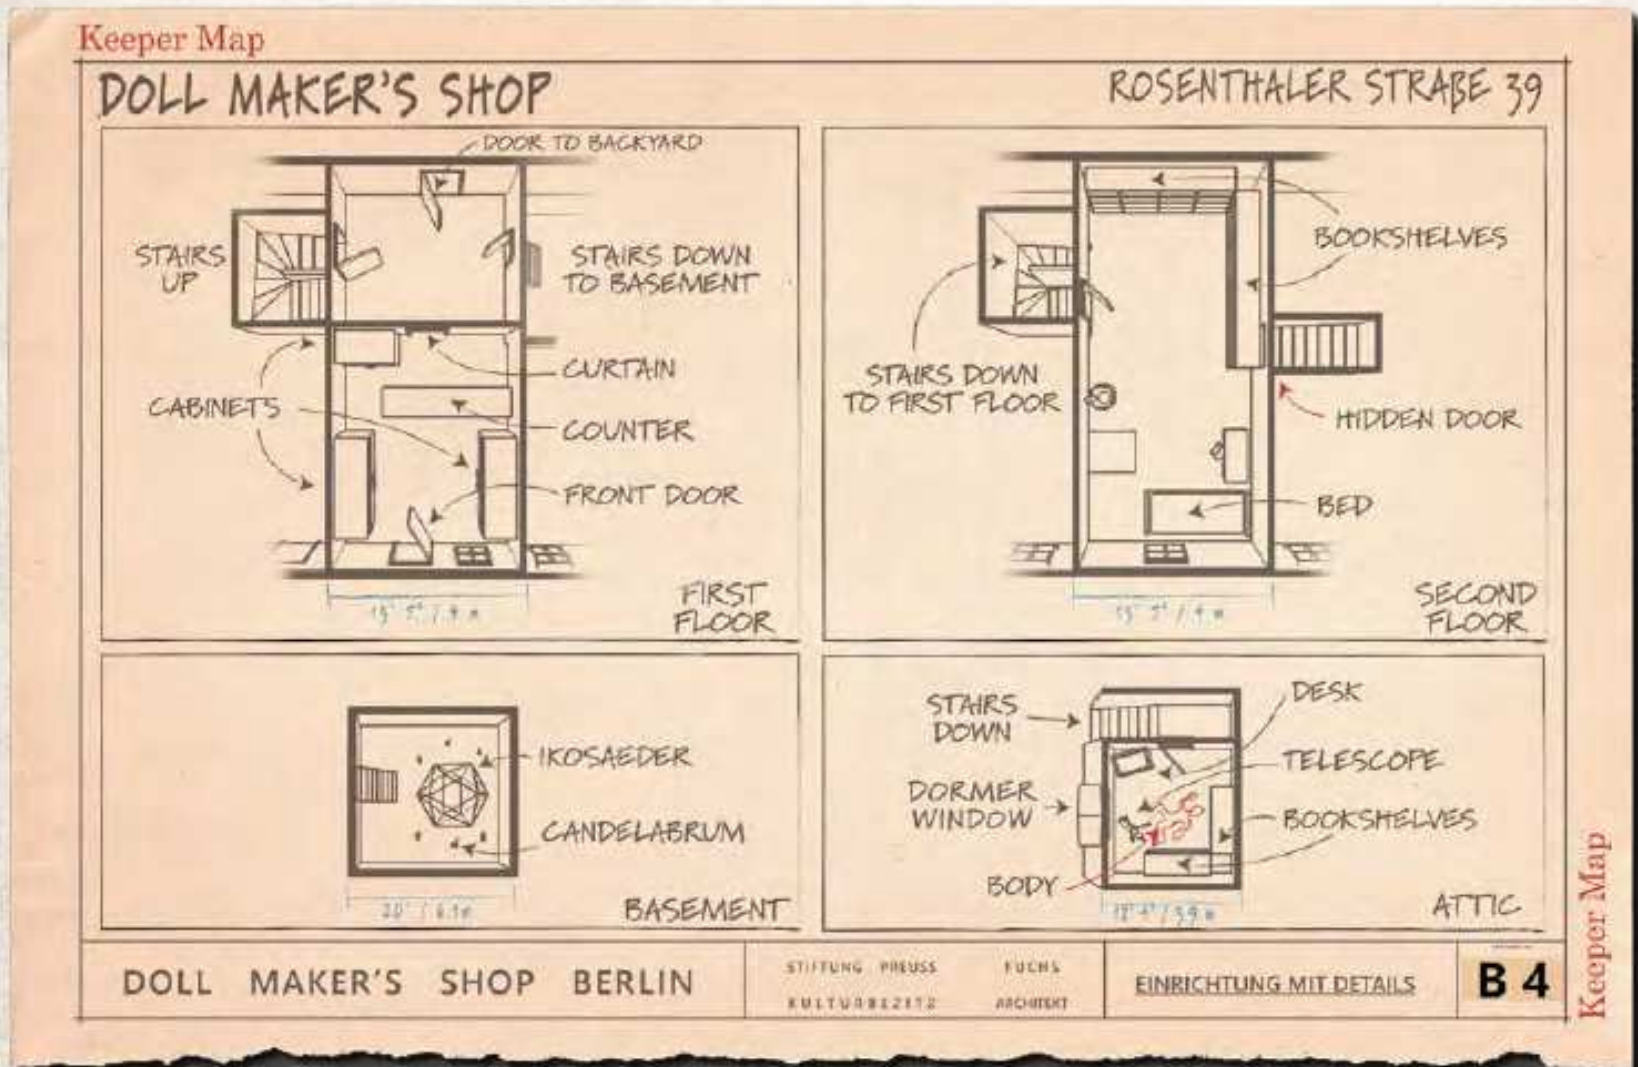 Keeper Map
DOLL MAKER'S SHOP
ROSENTHALER STRAßE 39
DOOR TO BACKYARD
STAIRS
UP
STAIRS DOWN
TO BASEMENT
CURTAIN
CABINETS
COUNTER
FRONT DOOR
FIRST
FLOOR
BOOKSHELVES
STAIRS DOWN
TO FIRST FLOOR
HIDDEN DOOR
BED
SECOND
FLOOR
IKOSAEDER
CANDELABRUM
BASEMENT
STAIRS
DOWN
DESK
TELESCOPE
DORMER
WINDOW
BOOKSHELVES
BODY
ATTIC
DOLL MAKER'S SHOP BERLIN
STIFTUNG PREUSS
FUCHS
ARCHITEKT
EINRICHTUNG MIT DETAILS
B 4
Keeper Map